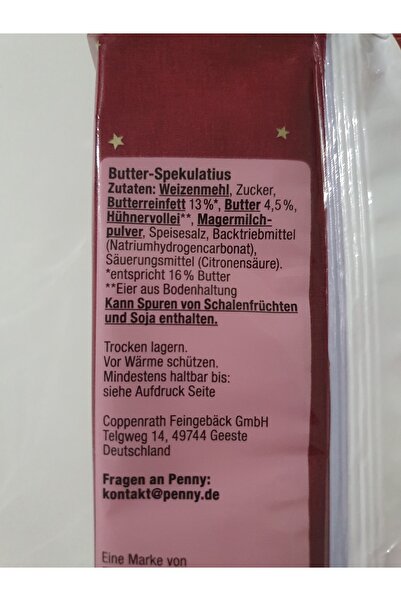 Butter-Spekulatius
Zutaten: Weizenmehl, Zucker,
Butterreinfett 13%*, Butter 4,5%,
Hühnervollei**, Magermilch-
pulver, Speisesalz, Backtriebmittel
(Natriumhydrogencarbonat),
Säuerungsmittel (Citronensäure).
*entspricht 16% Butter
**Eier aus Bodenhaltung
Kann Spuren von Schalenfrüchten
und Soja enthalten.
Trocken lagern.
Vor Wärme schützen.
Mindestens haltbar bis:
siehe Aufdruck Seite
Coppenrath Feingebäck GmbH
Telgweg 14, 49744 Geeste
Deutschland
Fragen an Penny:
kontakt@penny.de
Eine Marke von